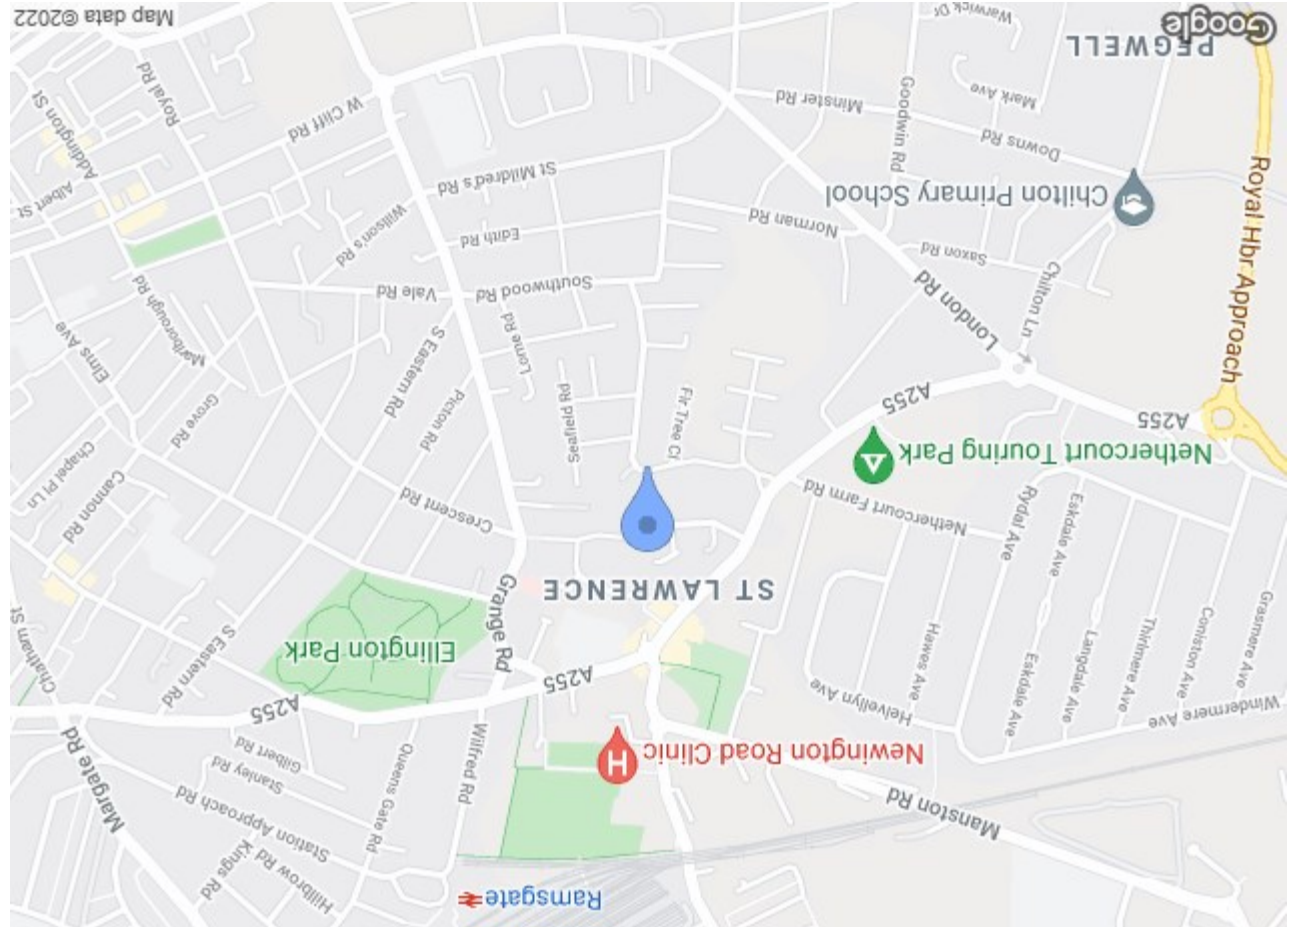 Ramsgate
Hillbrow Rd
Kings Rd
Station Approach Rd
Stanley Rd
Gilbert Rd
Queens Gate Rd
Wilfred Rd
Margate Rd
Manston Rd
Newington Road Clinic
H
Windermere Ave
Helvellyn Ave
Grasmere Ave
Coniston Ave
Thirlmere Ave
Langdale Ave
Eskdale Ave
Eskdale Ave
Hawes Ave
Rydal Ave
A255
A255
S Eastern Rd
Chatham St
Ellington Park
Grange Rd
ST LAWRENCE
Nethercourt Farm Rd
Nethercourt Touring Park
Crescent Rd
Cannon Rd
Chapel Pl Ln
Grove Rd
Picton Rd
S Eastern Rd
Seafield Rd
Fir Tree Cl
A255
A255
Royal Hbr Approach
London Rd
Chilton Ln
Saxon Rd
Norman Rd
Lorne Rd
Southwood Rd
Vale Rd
Edith Rd
Wilson's Rd
Marlborough Rd
Elms Ave
Albert St
Addington St
Royal Rd
W Cliff Rd
St Mildred's Rd
Chilton Primary School
Downs Rd
Minster Rd
Goodwin Rd
Mark Ave
Warwick Dr
PEGWELL
Google
Map data ©2022